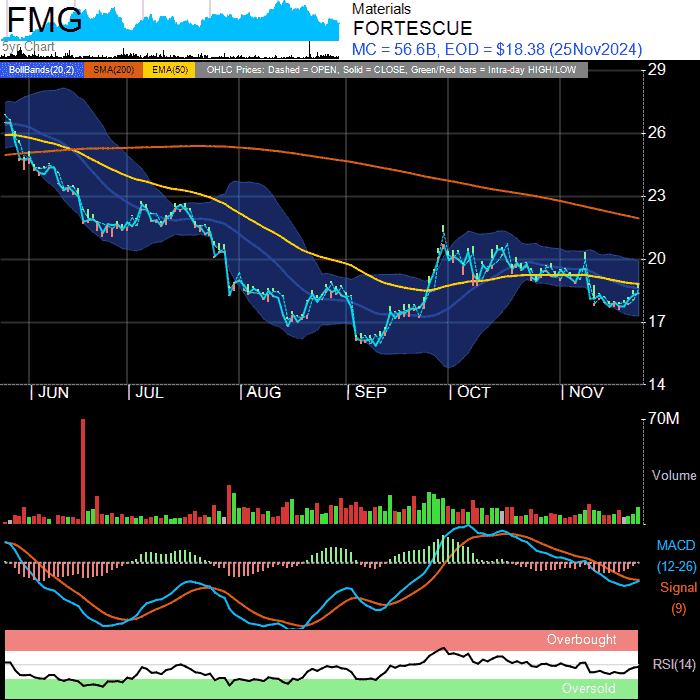 FMG
5yr Chart
Materials
FORTESCUE
MC = 56.6B, EOD = $18.38 (25Nov2024)
BollBands(20,2) SMA(200) EMA(50) OHLC Prices: Dashed = OPEN, Solid = CLOSE, Green/Red bars = Intra-day HIGH/LOW
29
26
23
20
17
14
JUN JUL AUG SEP OCT NOV
70M
Volume
MACD
(12-26)
Signal
(9)
Overbought
RSI(14)
Oversold